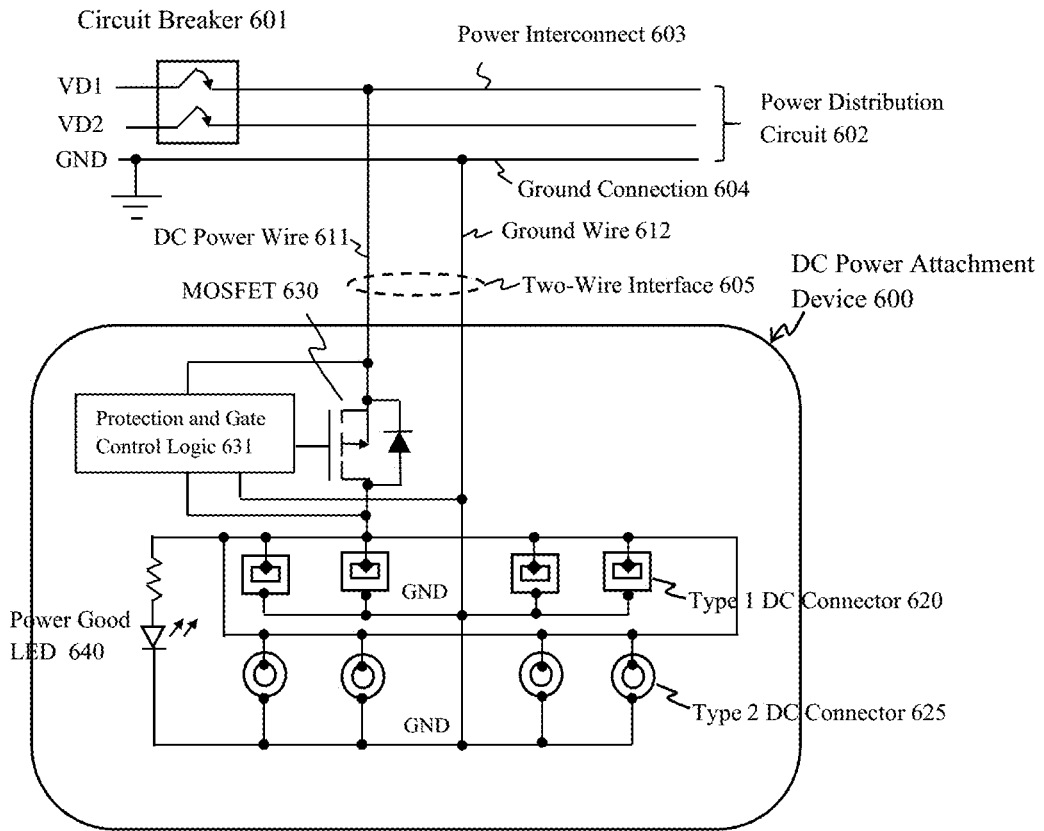 Circuit Breaker 601
Power Interconnect 603
VD1
VD2
GND
Power Distribution
Circuit 602
Ground Connection 604
DC Power Wire 611
Ground Wire 612
MOSFET 630
Two-Wire Interface 605
DC Power Attachment
Device 600
Protection and Gate
Control Logic 631
GND
Type 1 DC Connector 620
Power Good
LED 640
GND
Type 2 DC Connector 625